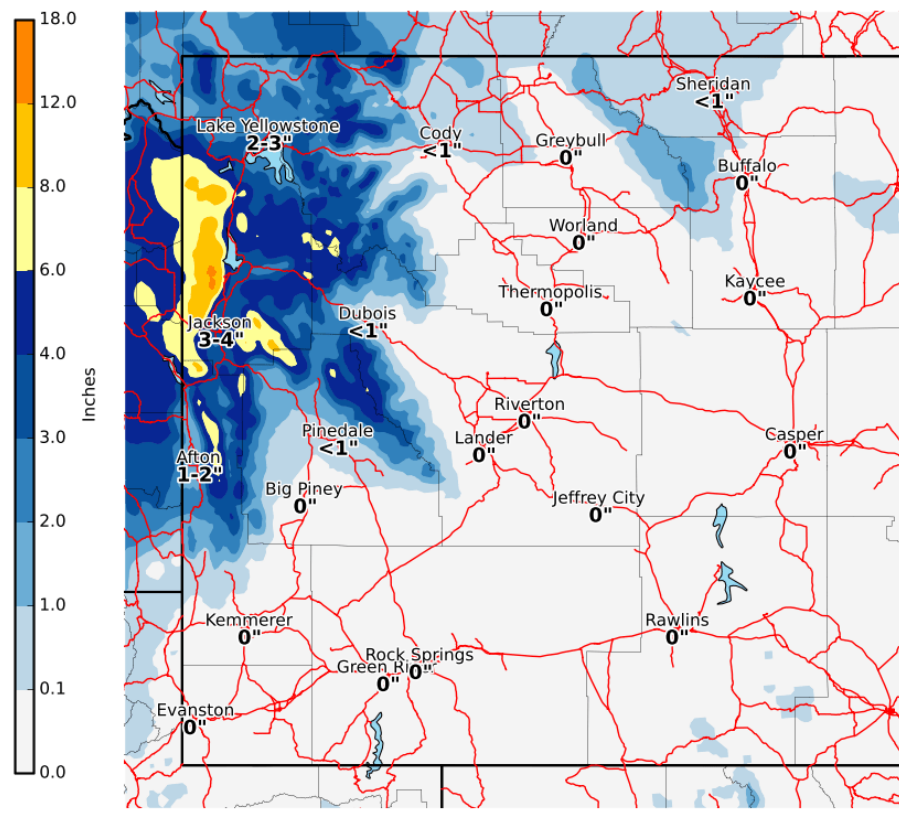 18.0
12.0
8.0
6.0
4.0
3.0
2.0
1.0
0.1
0.0
Inches
Sheridan
<1"
Lake Yellowstone
2-3"
Cody
<1"
Greybull
0"
Buffalo
0"
Worland
0"
Kaycee
0"
Thermopolis
0"
Jackson
3-4"
Dubois
<1"
Riverton
0"
Pinedale
<1"
Lander
0"
Casper
0"
Afton
1-2"
Big Piney
0"
Jeffrey City
0"
Kemmerer
0"
Rawlins
0"
Rock Springs
0"
Green
0"
Evanston
0"